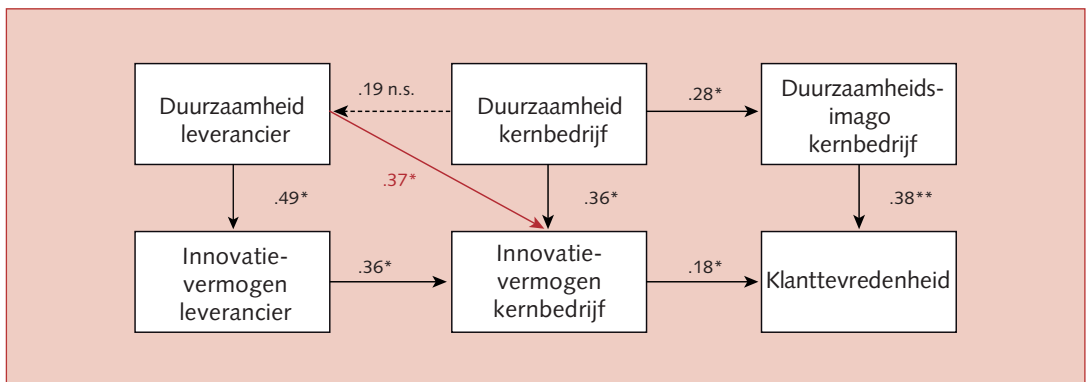 Duurzaamheid
leverancier
.19 n.s.
Duurzaamheid
kernbedrijf
.28*
Duurzaamheids-
imago
kernbedrijf
.49*
.37*
.36*
.38**
Innovatie-
vermogen
leverancier
.36*
Innovatie-
vermogen
kernbedrijf
.18*
Klanttevredenheid